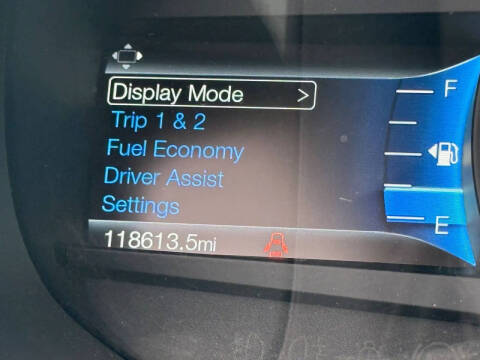 Display Mode >
Trip 1 & 2
Fuel Economy
Driver Assist
Settings
118613.5mi
F
E